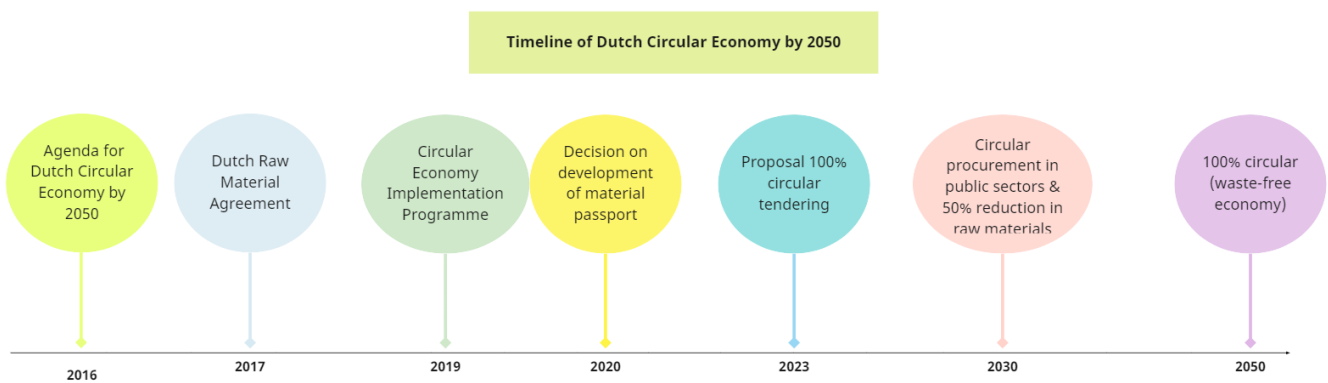 Timeline of Dutch Circular Economy by 2050
Agenda for
Dutch Circular
Economy by
2050
Dutch Raw
Material
Agreement
Circular
Economy
Implementation
Programme
Decision on
development
of material
passport
Proposal 100%
circular
tendering
Circular
procurement in
public sectors &
50% reduction in
raw materials
100% circular
(waste-free
economy)
2016
2017
2019
2020
2023
2030
2050